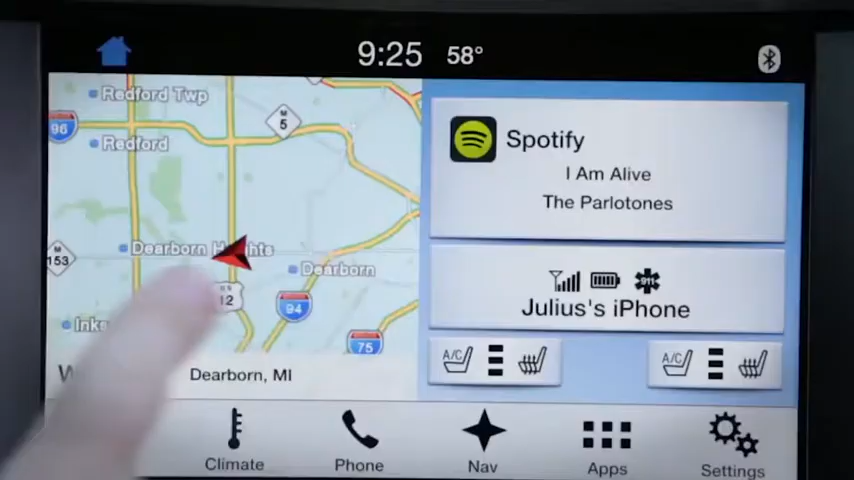 9:25 58°
Redford Twp
96
M
5
Redford
Spotify
I Am Alive
The Parlotones
M
153
Dearborn
Dearborn
12
94
Julius's iPhone
75
A/C
A/C
Dearborn, MI
Climate
Phone
Nav
Apps
Settings